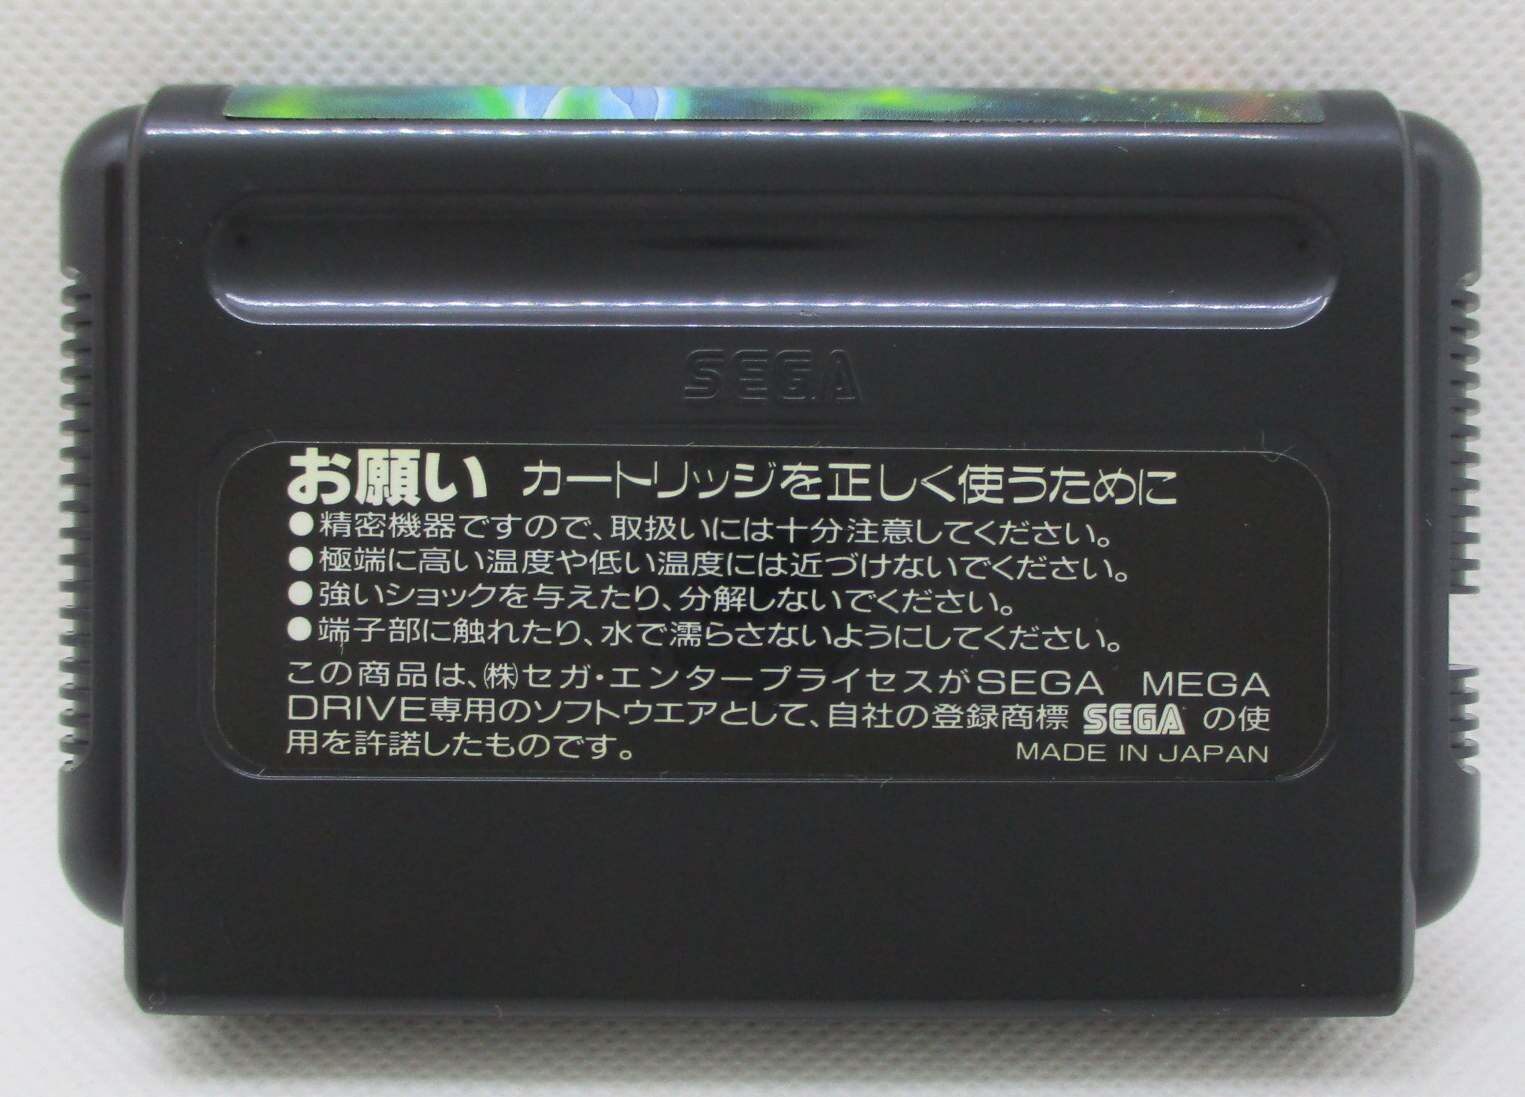 SEGA
お願い カートリッジを正しく使うために
●精密機器ですので、取扱いには十分注意してください。
●極端に高い温度や低い温度には近づけないでください。
●強いショックを与えたり、分解しないでください。
●端子部に触れたり、水で濡らさないようにしてください。
この商品は、㈱セガ・エンタープライセスがSEGA MEGA
DRIVE専用のソフトウエアとして、自社の登録商標 SEGA の使
用を許諾したものです。
MADE IN JAPAN